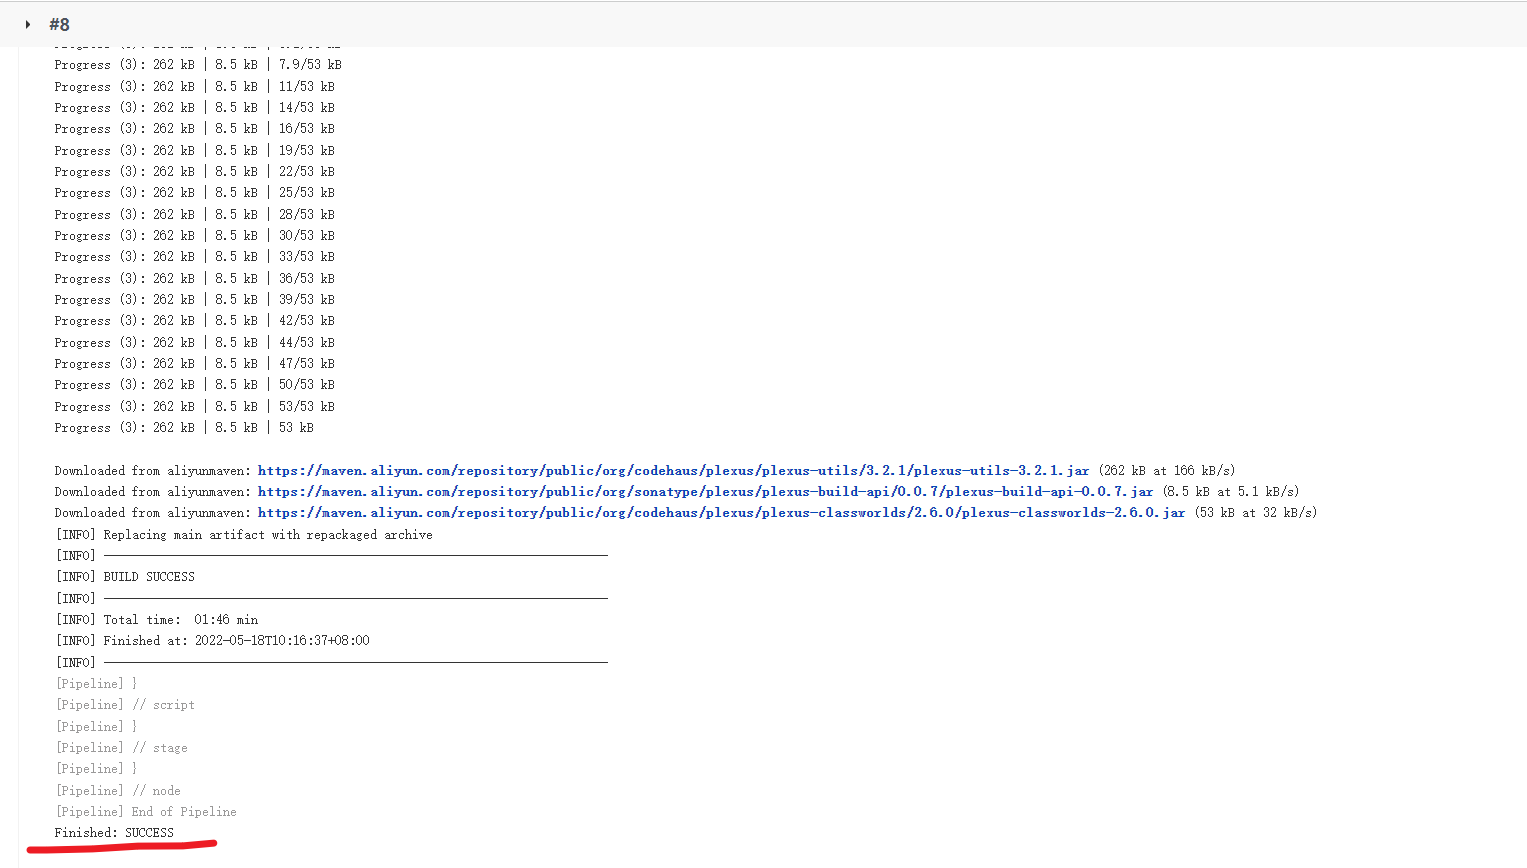 #8
Progress (3): 262 kB | 8.5 kB | 7.9/53 kB
Progress (3): 262 kB | 8.5 kB | 11/53 kB
Progress (3): 262 kB | 8.5 kB | 14/53 kB
Progress (3): 262 kB | 8.5 kB | 16/53 kB
Progress (3): 262 kB | 8.5 kB | 19/53 kB
Progress (3): 262 kB | 8.5 kB | 22/53 kB
Progress (3): 262 kB | 8.5 kB | 25/53 kB
Progress (3): 262 kB | 8.5 kB | 28/53 kB
Progress (3): 262 kB | 8.5 kB | 30/53 kB
Progress (3): 262 kB | 8.5 kB | 33/53 kB
Progress (3): 262 kB | 8.5 kB | 36/53 kB
Progress (3): 262 kB | 8.5 kB | 39/53 kB
Progress (3): 262 kB | 8.5 kB | 42/53 kB
Progress (3): 262 kB | 8.5 kB | 44/53 kB
Progress (3): 262 kB | 8.5 kB | 47/53 kB
Progress (3): 262 kB | 8.5 kB | 50/53 kB
Progress (3): 262 kB | 8.5 kB | 53/53 kB
Progress (3): 262 kB | 8.5 kB | 53 kB
Downloaded from aliyunmaven: https://maven.aliyun.com/repository/public/org/codehaus/plexus/plexus-utils/3.2.1/plexus-utils-3.2.1.jar (262 kB at 166 kB/s)
Downloaded from aliyunmaven: https://maven.aliyun.com/repository/public/org/sonatype/plexus/plexus-build-api/0.0.7/plexus-build-api-0.0.7.jar (8.5 kB at 5.1 kB/s)
Downloaded from aliyunmaven: https://maven.aliyun.com/repository/public/org/codehaus/plexus/plexus-classworlds/2.6.0/plexus-classworlds-2.6.0.jar (53 kB at 32 kB/s)
[INFO] Replacing main artifact with repackaged archive
[INFO] ------------------------------------------------------------------------
[INFO] BUILD SUCCESS
[INFO] ------------------------------------------------------------------------
[INFO] Total time:  01:46 min
[INFO] Finished at: 2022-05-18T10:16:37+08:00
[INFO] ------------------------------------------------------------------------
[Pipeline] }
[Pipeline] // script
[Pipeline] }
[Pipeline] // stage
[Pipeline] }
[Pipeline] // node
[Pipeline] End of Pipeline
Finished: SUCCESS